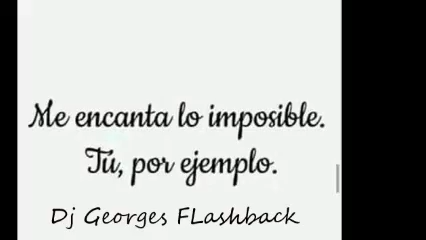 Me encanta lo imposible.
Tú, por ejemplo.
Dj Georges FLashback